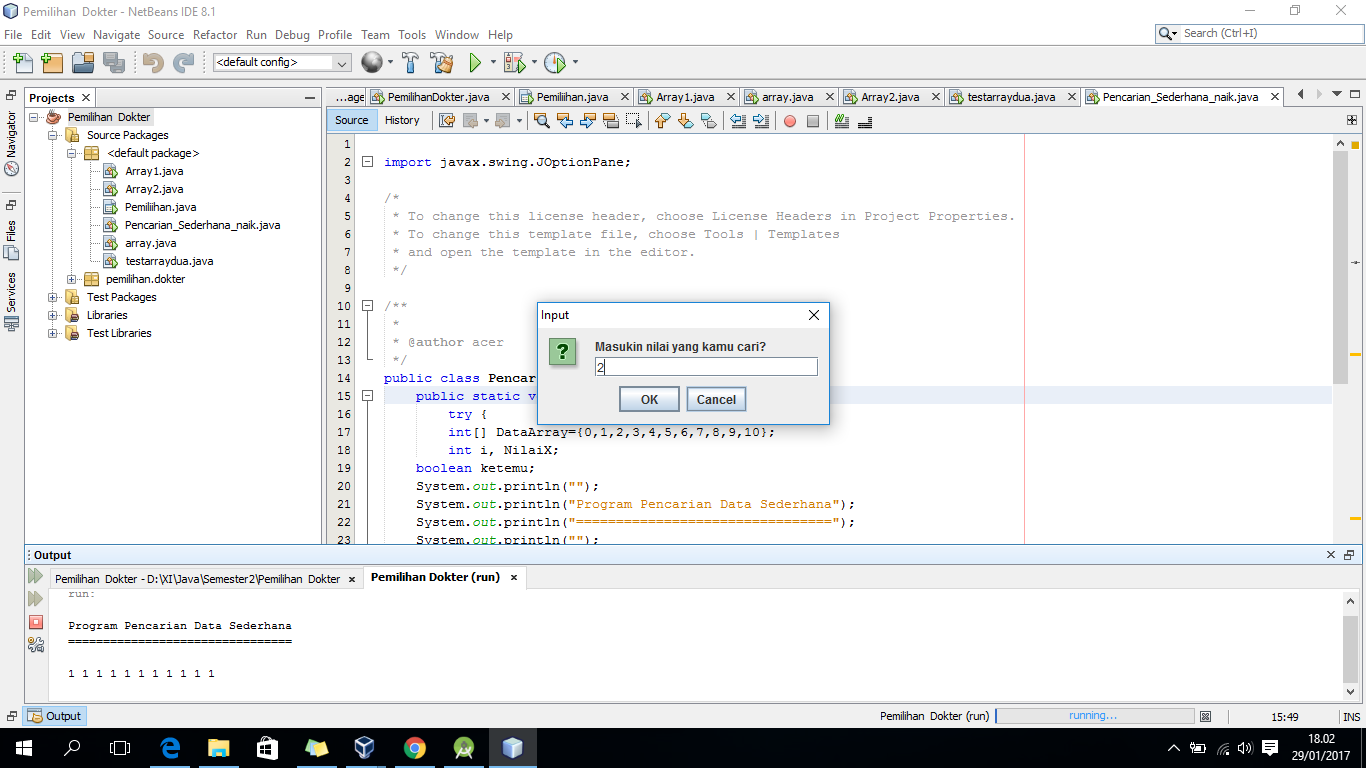 Pemilihan Dokter - NetBeans IDE 8.1
File Edit View Navigate Source Refactor Run Debug Profile Team Tools Window Help
Search (Ctrl+I)
<default config>
Projects
...age PemilihanDokter.java Pemiliihan.java Array1.java array.java Array2.java testarraydua.java Pencarian_Sederhana_naik.java
Source History
Navigator
Files
Services
Pemilihan Dokter
Source Packages
<default package>
Array1.java
Array2.java
Pemiliihan.java
Pencarian_Sederhana_naik.java
array.java
testarraydua.java
pemilihan.dokter
Test Packages
Libraries
Test Libraries
1
2 import javax.swing.JOptionPane;
3
4 /*
5 * To change this license header, choose License Headers in Project Properties.
6 * To change this template file, choose Tools | Templates
7 * and open the template in the editor.
8 */
9
10 /**
11 *
12 * @author acer
13 */
14 public class Pencar
15 public static v
16 try {
17 int[] DataArray={0,1,2,3,4,5,6,7,8,9,10};
18 int i, NilaiX;
19 boolean ketemu;
20 System.out.println("");
21 System.out.println("Program Pencarian Data Sederhana");
22 System.out.println("================================");
23 System.out.println("");
Input
Masukin nilai yang kamu cari?
2
OK Cancel
Output
Pemilihan Dokter - D:\XI\Java\Semester2\Pemilihan Dokter Pemilihan Dokter (run)
run:
Program Pencarian Data Sederhana
================================
1 1 1 1 1 1 1 1 1 1 1
Output
Pemilihan Dokter (run) running... 15:49 INS
18.02
29/01/2017